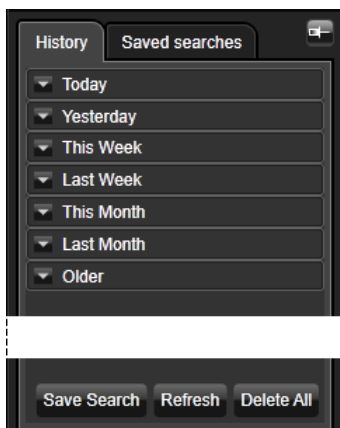 History Saved searches
Today
Yesterday
This Week
Last Week
This Month
Last Month
Older
Save Search Refresh Delete All